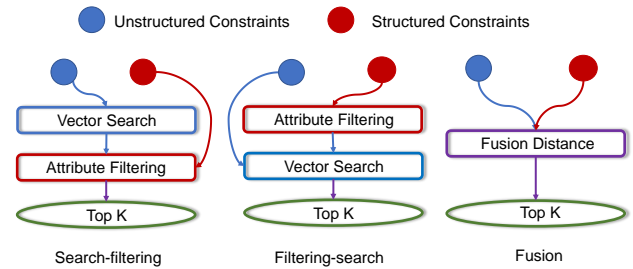 Unstructured Constraints
Structured Constraints
Vector Search
Attribute Filtering
Top K
Search-filtering
Attribute Filtering
Vector Search
Top K
Filtering-search
Fusion Distance
Top K
Fusion